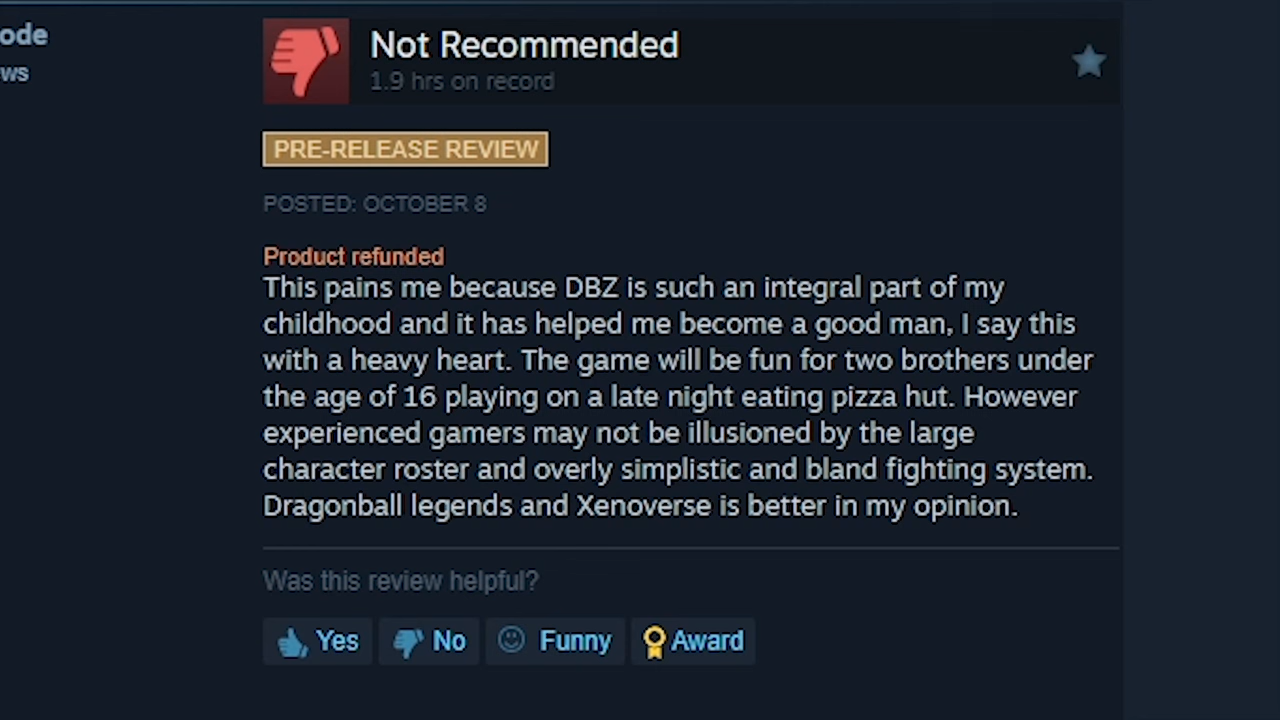 ode
ws
Not Recommended
1.9 hrs on record
PRE-RELEASE REVIEW
POSTED: OCTOBER 8
Product refunded
This pains me because DBZ is such an integral part of my
childhood and it has helped me become a good man, I say this
with a heavy heart. The game will be fun for two brothers under
the age of 16 playing on a late night eating pizza hut. However
experienced gamers may not be illusioned by the large
character roster and overly simplistic and bland fighting system.
Dragonball legends and Xenoverse is better in my opinion.
Was this review helpful?
Yes No Funny Award